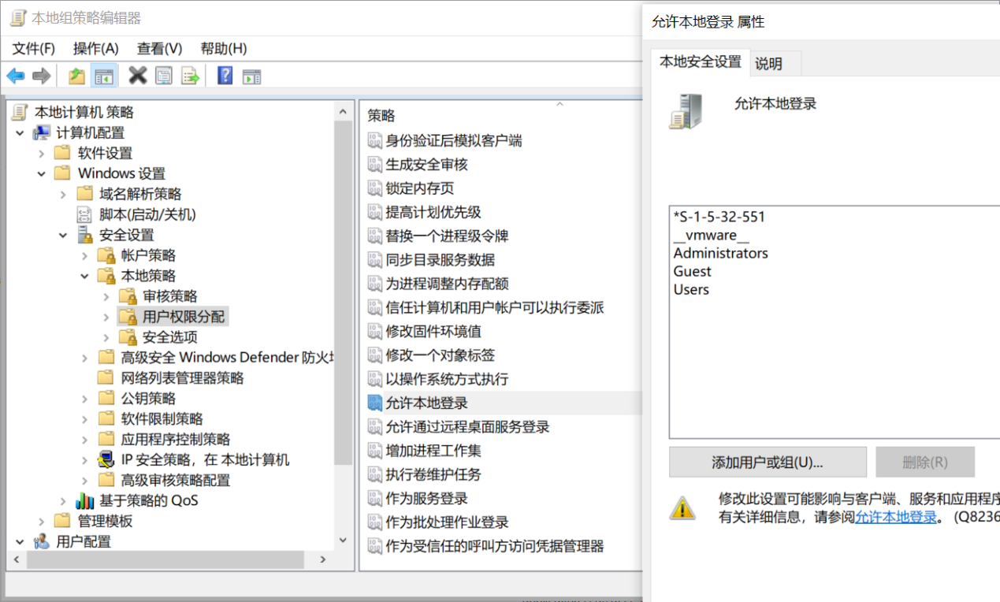 本地组策略编辑器
文件(F) 操作(A) 查看(V) 帮助(H)
本地计算机 策略
计算机配置
软件设置
Windows 设置
域名解析策略
脚本(启动/关机)
安全设置
帐户策略
本地策略
审核策略
用户权限分配
安全选项
高级安全 Windows Defender 防火
网络列表管理器策略
公钥策略
软件限制策略
应用程序控制策略
IP 安全策略，在 本地计算机
高级审核策略配置
基于策略的 QoS
管理模板
用户配置
策略
身份验证后模拟客户端
生成安全审核
锁定内存页
提高计划优先级
替换一个进程级令牌
同步目录服务数据
为进程调整内存配额
信任计算机和用户帐户可以执行委派
修改固件环境值
修改一个对象标签
以操作系统方式执行
允许本地登录
允许通过远程桌面服务登录
增加进程工作集
执行卷维护任务
作为服务登录
作为批处理作业登录
作为受信任的呼叫方访问凭据管理器
允许本地登录 属性
本地安全设置 说明
允许本地登录
*S-1-5-32-551
__vmware__
Administrators
Guest
Users
添加用户或组(U)... 删除(R)
修改此设置可能影响与客户端、服务和应用程序
有关详细信息，请参阅允许本地登录。 (Q8236